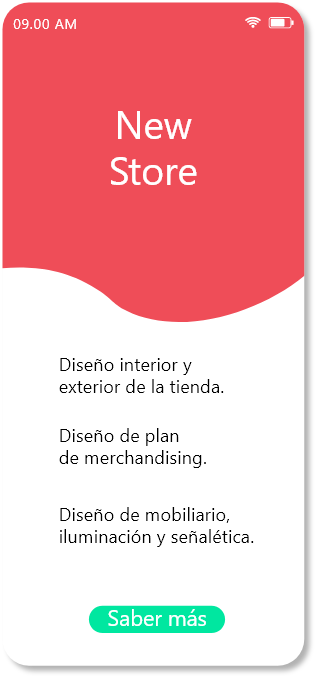 09.00 AM
New
Store
Diseño interior y
exterior de la tienda.
Diseño de plan
de merchandising.
Diseño de mobiliario,
iluminación y señalética.
Saber más